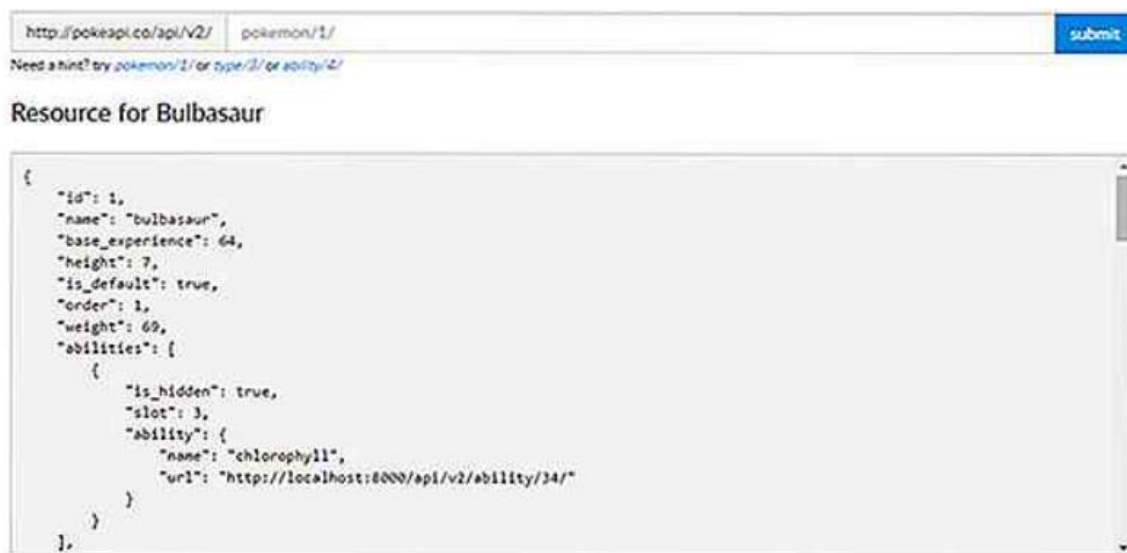 http://pokeapi.co/api/v2/ pokemon/1/ submit
Need a hint? try pokemon/1/ or type/3/ or ability/4/
Resource for Bulbasaur
{
    "id": 1,
    "name": "bulbasaur",
    "base_experience": 64,
    "height": 7,
    "is_default": true,
    "order": 1,
    "weight": 69,
    "abilities": [
        {
            "is_hidden": true,
            "slot": 3,
            "ability": {
                "name": "chlorophyll",
                "url": "http://localhost:8000/api/v2/ability/34/"
            }
        }
    ],